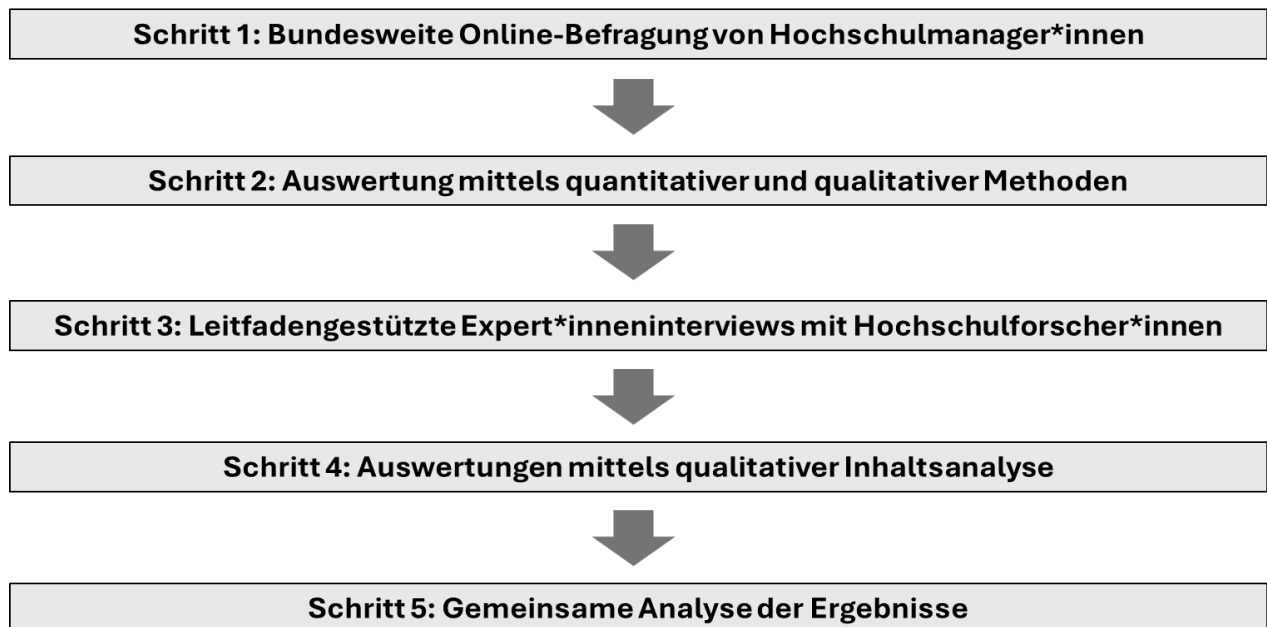 Schritt 1: Bundesweite Online-Befragung von Hochschulmanager*innen
Schritt 2: Auswertung mittels quantitativer und qualitativer Methoden
Schritt 3: Leitfadengestützte Expert*inneninterviews mit Hochschulforscher*innen
Schritt 4: Auswertungen mittels qualitativer Inhaltsanalyse
Schritt 5: Gemeinsame Analyse der Ergebnisse